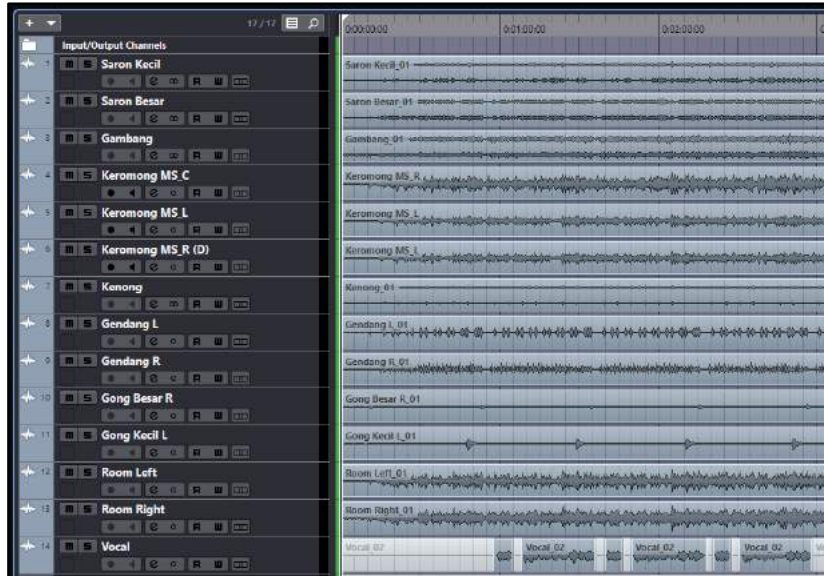 17 / 17
0:00:00:00 0:01:00:00 0:02:00:00
Input/Output Channels
1 m S Saron Kecil Saron Kecil_01
e R W
2 m S Saron Besar Saron Besar_01
e R W
3 m S Gambang Gambang_01
e R W
4 m S Keromong MS_C Keromong MS_R
e R W
5 m S Keromong MS_L Keromong MS_L
e R W
6 m S Keromong MS_R (D) Keromong MS_L
e R W
7 m S Kenong Kenong_01
e R W
8 m S Gendang L Gendang L_01
e R W
9 m S Gendang R Gendang R_01
e R W
10 m S Gong Besar R Gong Besar R_01
e R W
11 m S Gong Kecil L Gong Kecil L_01
e R W
12 m S Room Left Room Left_01
e R W
13 m S Room Right Room Right_01
e R W
14 m S Vocal Vocal_02 Vocal_02 Vocal_02 Vocal_02
e R W